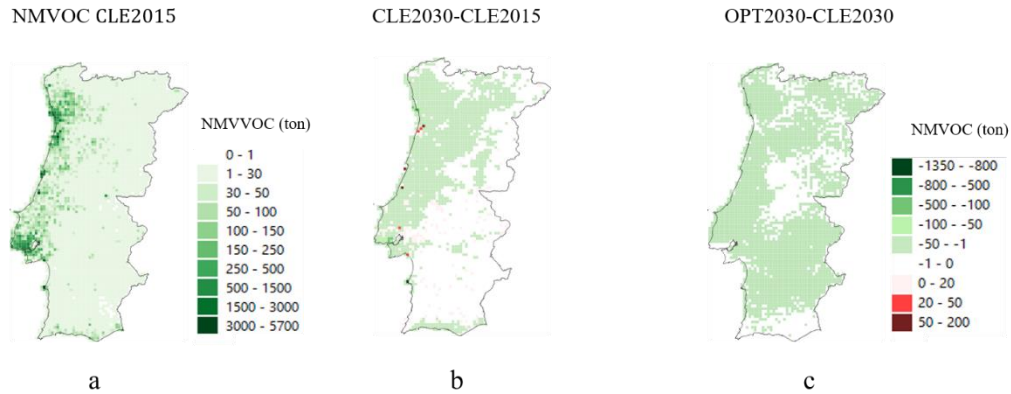 NMVOC CLE2015
CLE2030-CLE2015
OPT2030-CLE2030
NMVVOC (ton)
0 - 1
1 - 30
30 - 50
50 - 100
100 - 150
150 - 250
250 - 500
500 - 1500
1500 - 3000
3000 - 5700
NMVOC (ton)
-1350 - -800
-800 - -500
-500 - -100
-100 - -50
-50 - -1
-1 - 0
0 - 20
20 - 50
50 - 200
a
b
c